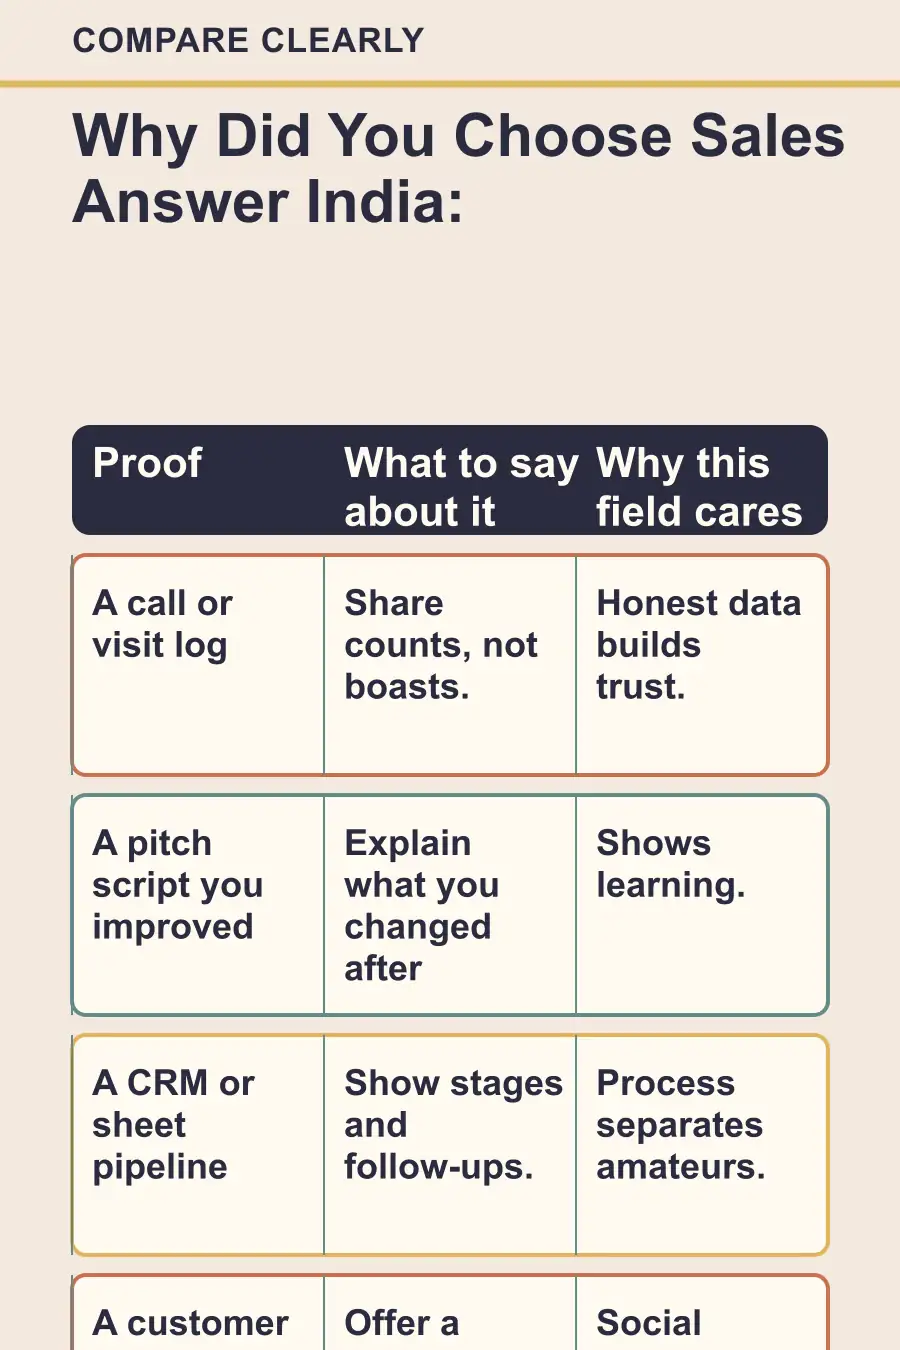 COMPARE CLEARLY
Why Did You Choose Sales
Answer India:
Proof
What to say
about it
Why this
field cares
A call or
visit log
Share
counts, not
boasts.
Honest data
builds
trust.
A pitch
script you
improved
Explain
what you
changed
after
Shows
learning.
A CRM or
sheet
pipeline
Show stages
and
follow-ups.
Process
separates
amateurs.
A customer
Offer a
Social